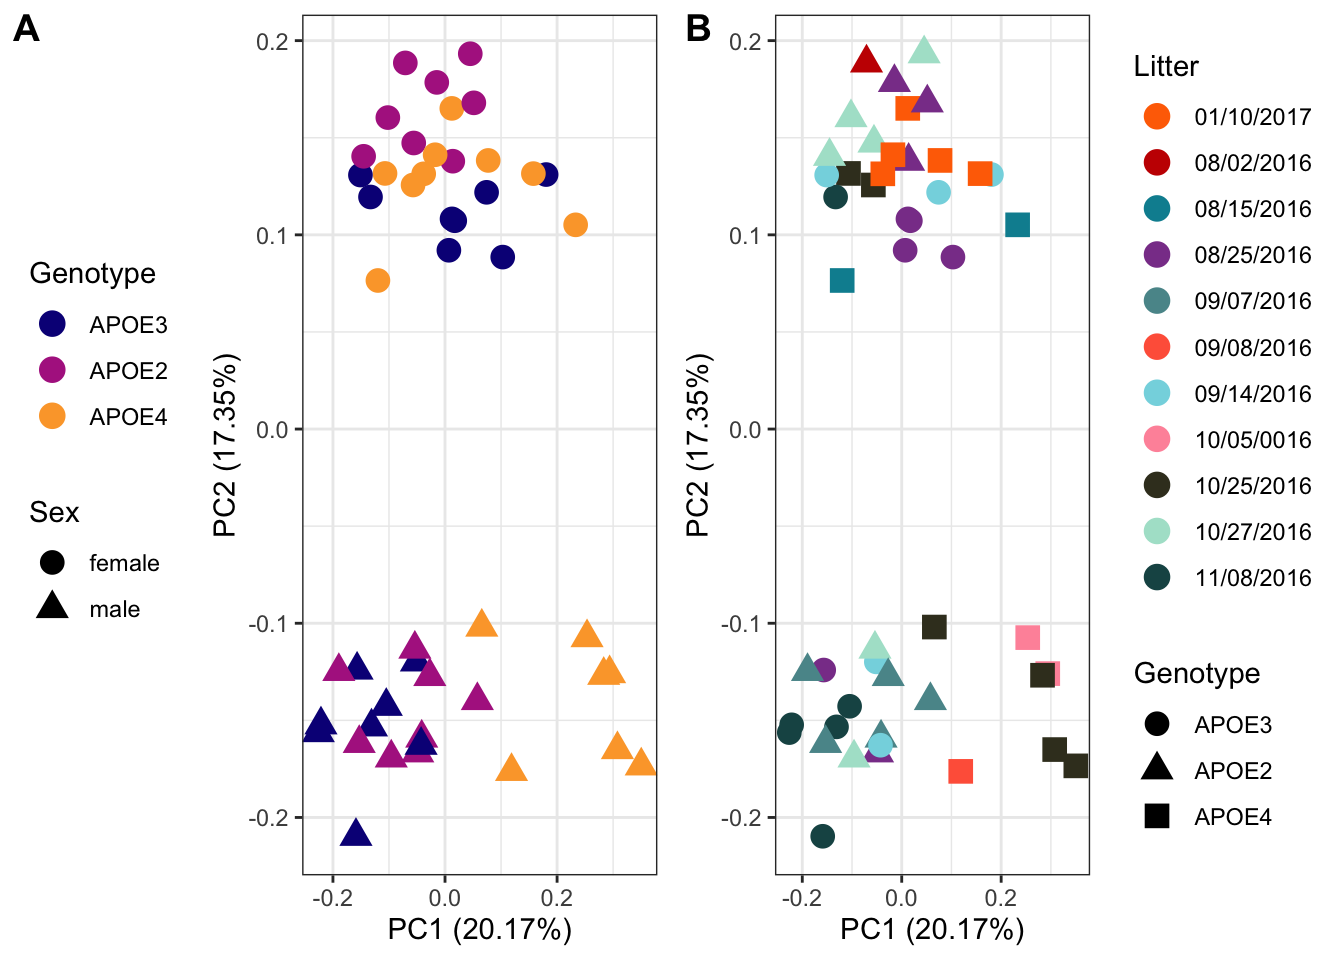 A
Genotype
APOE3
APOE2
APOE4
Sex
female
male
PC2 (17.35%)
0.2
0.1
0.0
-0.1
-0.2
-0.2
0.0
0.2
PC1 (20.17%)
B
PC2 (17.35%)
0.2
0.1
0.0
-0.1
-0.2
-0.2
0.0
0.2
PC1 (20.17%)
Litter
01/10/2017
08/02/2016
08/15/2016
08/25/2016
09/07/2016
09/08/2016
09/14/2016
10/05/0016
10/25/2016
10/27/2016
11/08/2016
Genotype
APOE3
APOE2
APOE4